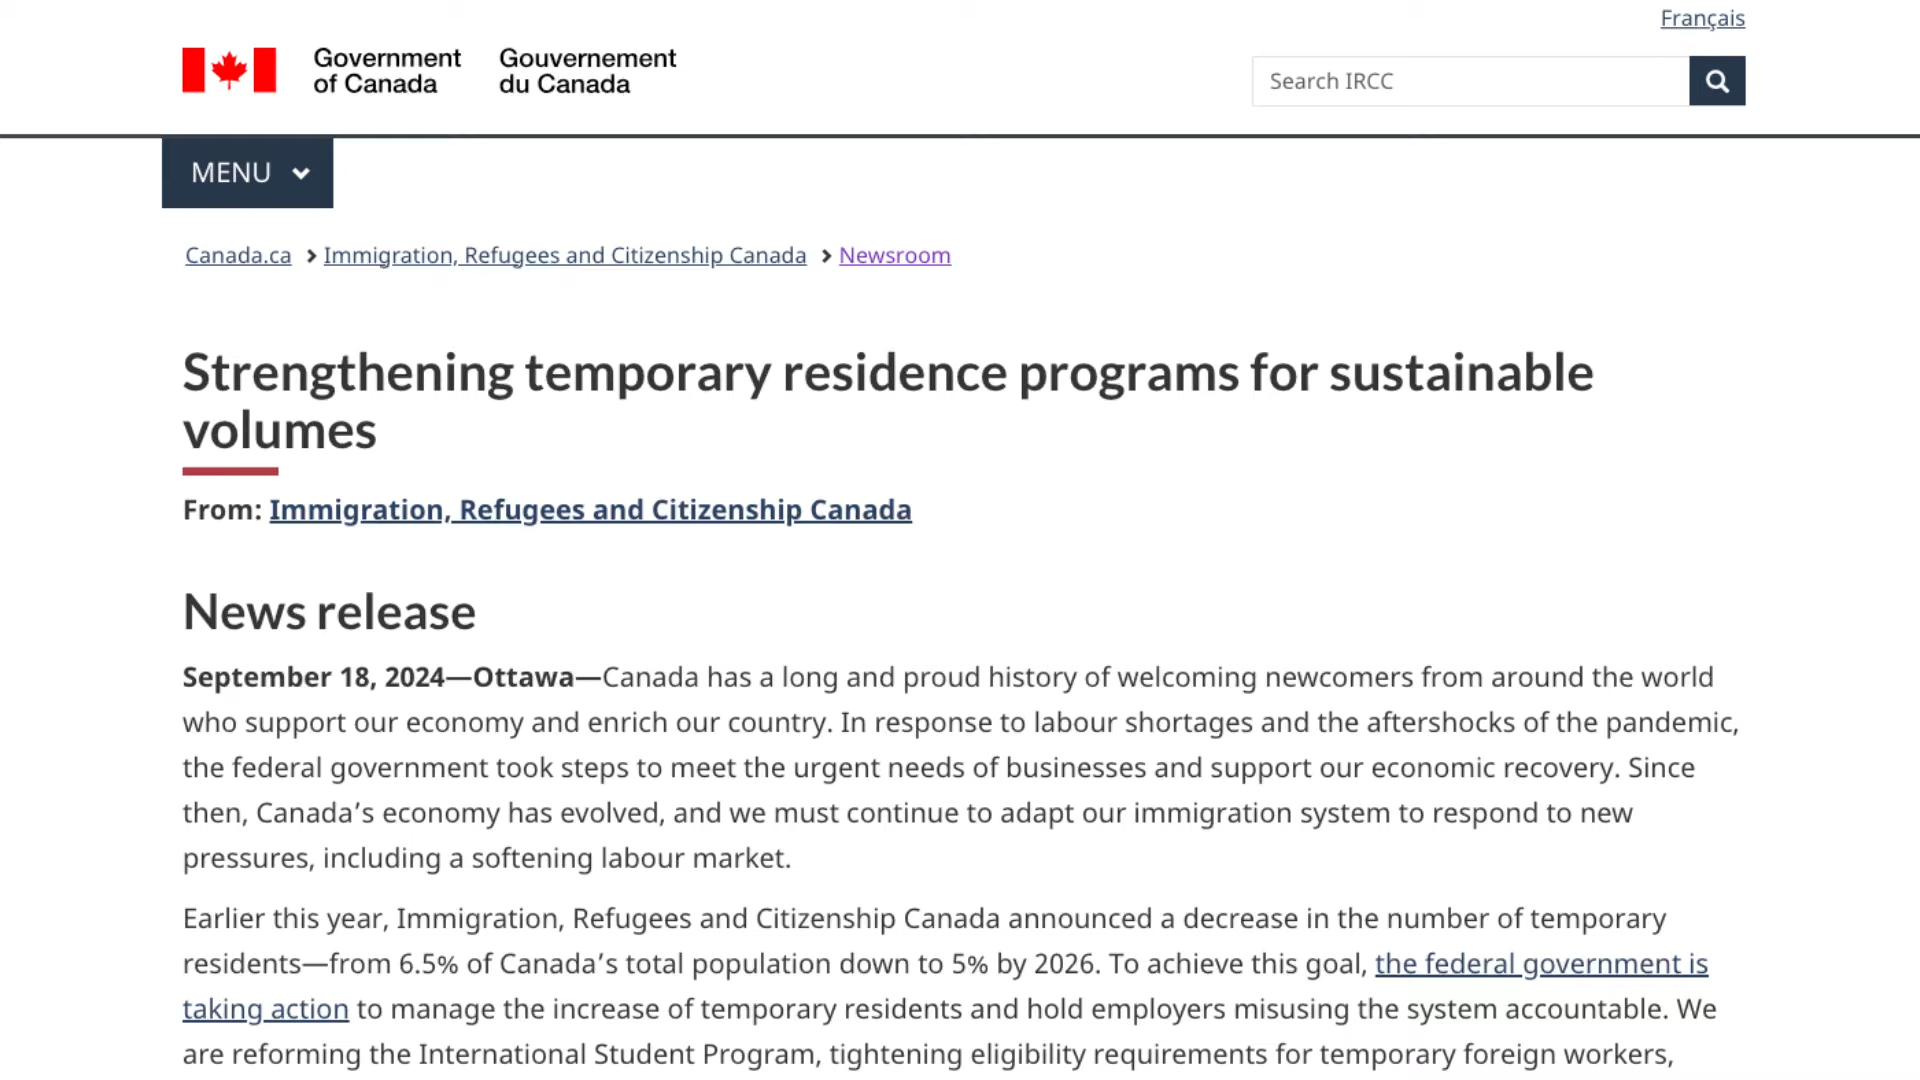 Français
Government
of Canada
Gouvernement
du Canada
Search IRCC
MENU
Canada.ca > Immigration, Refugees and Citizenship Canada > Newsroom
Strengthening temporary residence programs for sustainable
volumes
From: Immigration, Refugees and Citizenship Canada
News release
September 18, 2024—Ottawa—Canada has a long and proud history of welcoming newcomers from around the world
who support our economy and enrich our country. In response to labour shortages and the aftershocks of the pandemic,
the federal government took steps to meet the urgent needs of businesses and support our economic recovery. Since
then, Canada’s economy has evolved, and we must continue to adapt our immigration system to respond to new
pressures, including a softening labour market.
Earlier this year, Immigration, Refugees and Citizenship Canada announced a decrease in the number of temporary
residents—from 6.5% of Canada’s total population down to 5% by 2026. To achieve this goal, the federal government is
taking action to manage the increase of temporary residents and hold employers misusing the system accountable. We
are reforming the International Student Program, tightening eligibility requirements for temporary foreign workers,